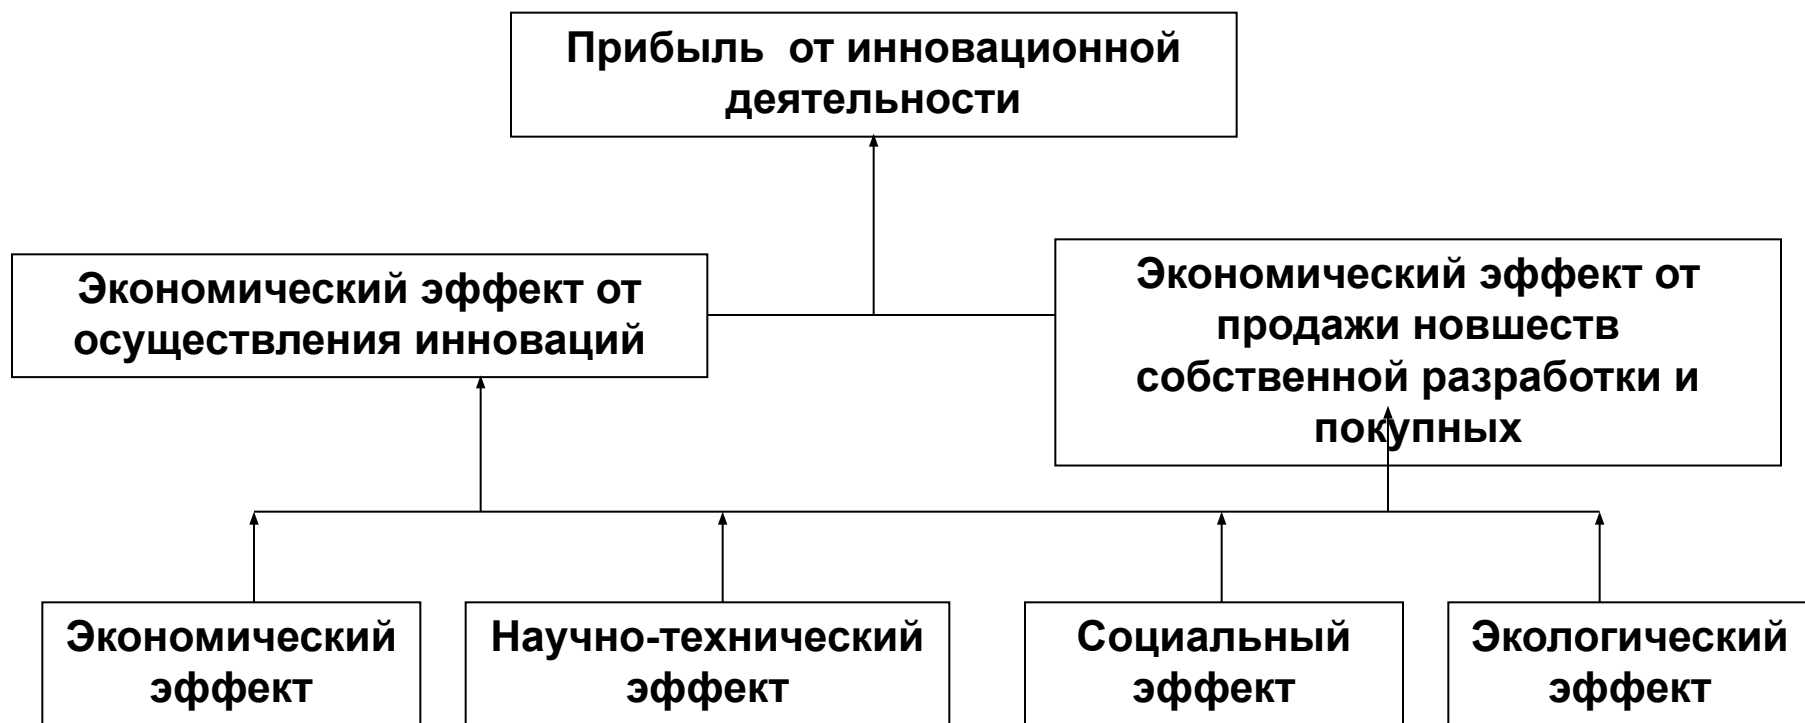 Прибыль от инновационной
деятельности
Экономический эффект от
осуществления инноваций
Экономический эффект от
продажи новшеств
собственной разработки и
покупных
Экономический
эффект
Научно-технический
эффект
Социальный
эффект
Экологический
эффект